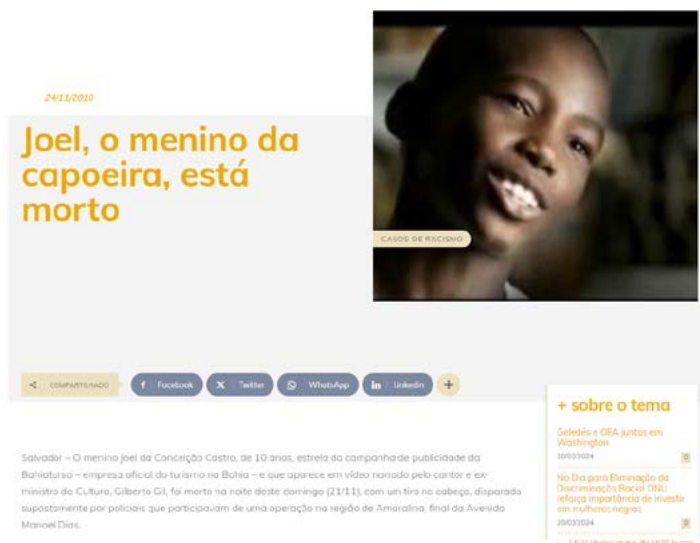 24/11/2010
Joel, o menino da
capoeira, está
morto
CASOS DE RACISMO
COMPARTILHADO
Facebook
Twitter
WhatsApp
Linkedin
Salvador – O menino Joel da Conceição Castro, de 10 anos, estrela da campanha de publicidade da
Bahiatursa – empresa oficial do turismo na Bahia – e que aparece em vídeo narrado pelo cantor e ex-
ministro da Cultura, Gilberto Gil, foi morto na noite deste domingo (21/11), com um tiro na cabeça, disparado
supostamente por policiais que participavam de uma operação na região de Amaralina, final da Avenida
Manoel Dias.
+ sobre o tema
Geledés e OEA juntos em
Washington
0
No Dia para Eliminação da
Discriminação Racial ONU
reforça importância de investir
em mulheres negras
20/03/2024
0